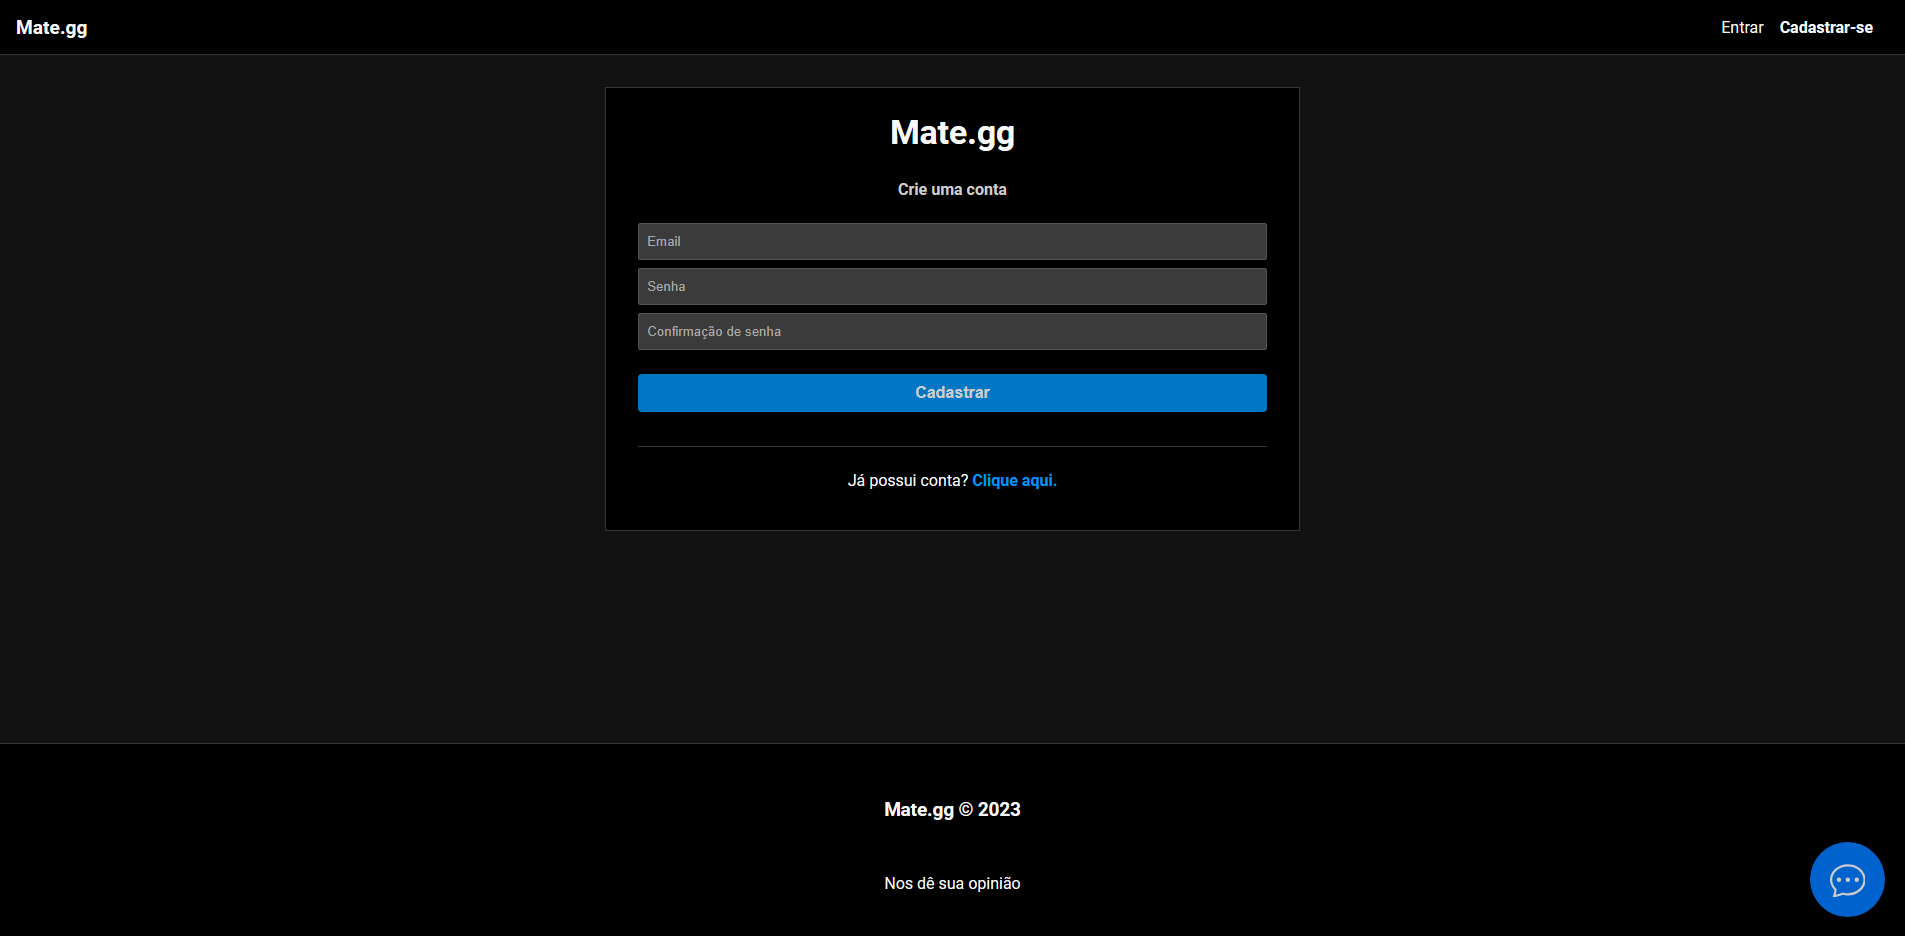 Mate.gg
Entrar Cadastrar-se
Mate.gg
Crie uma conta
Email
Senha
Confirmação de senha
Cadastrar
Já possui conta? Clique aqui.
Mate.gg © 2023
Nos dê sua opinião